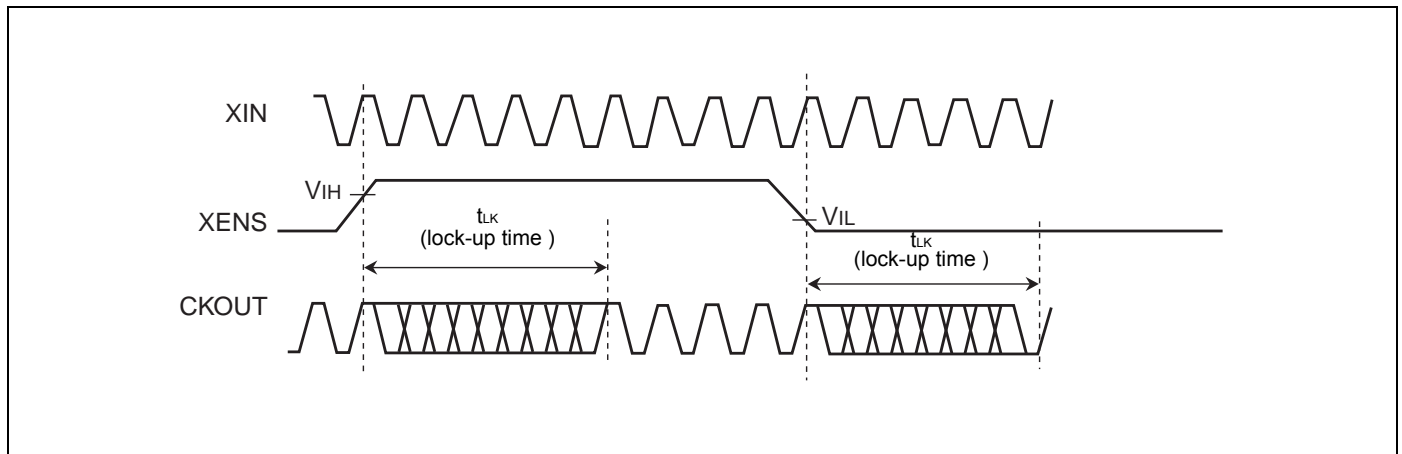 XIN
VIH
XENS
tLK
(lock-up time )
VIL
tLK
(lock-up time )
CKOUT